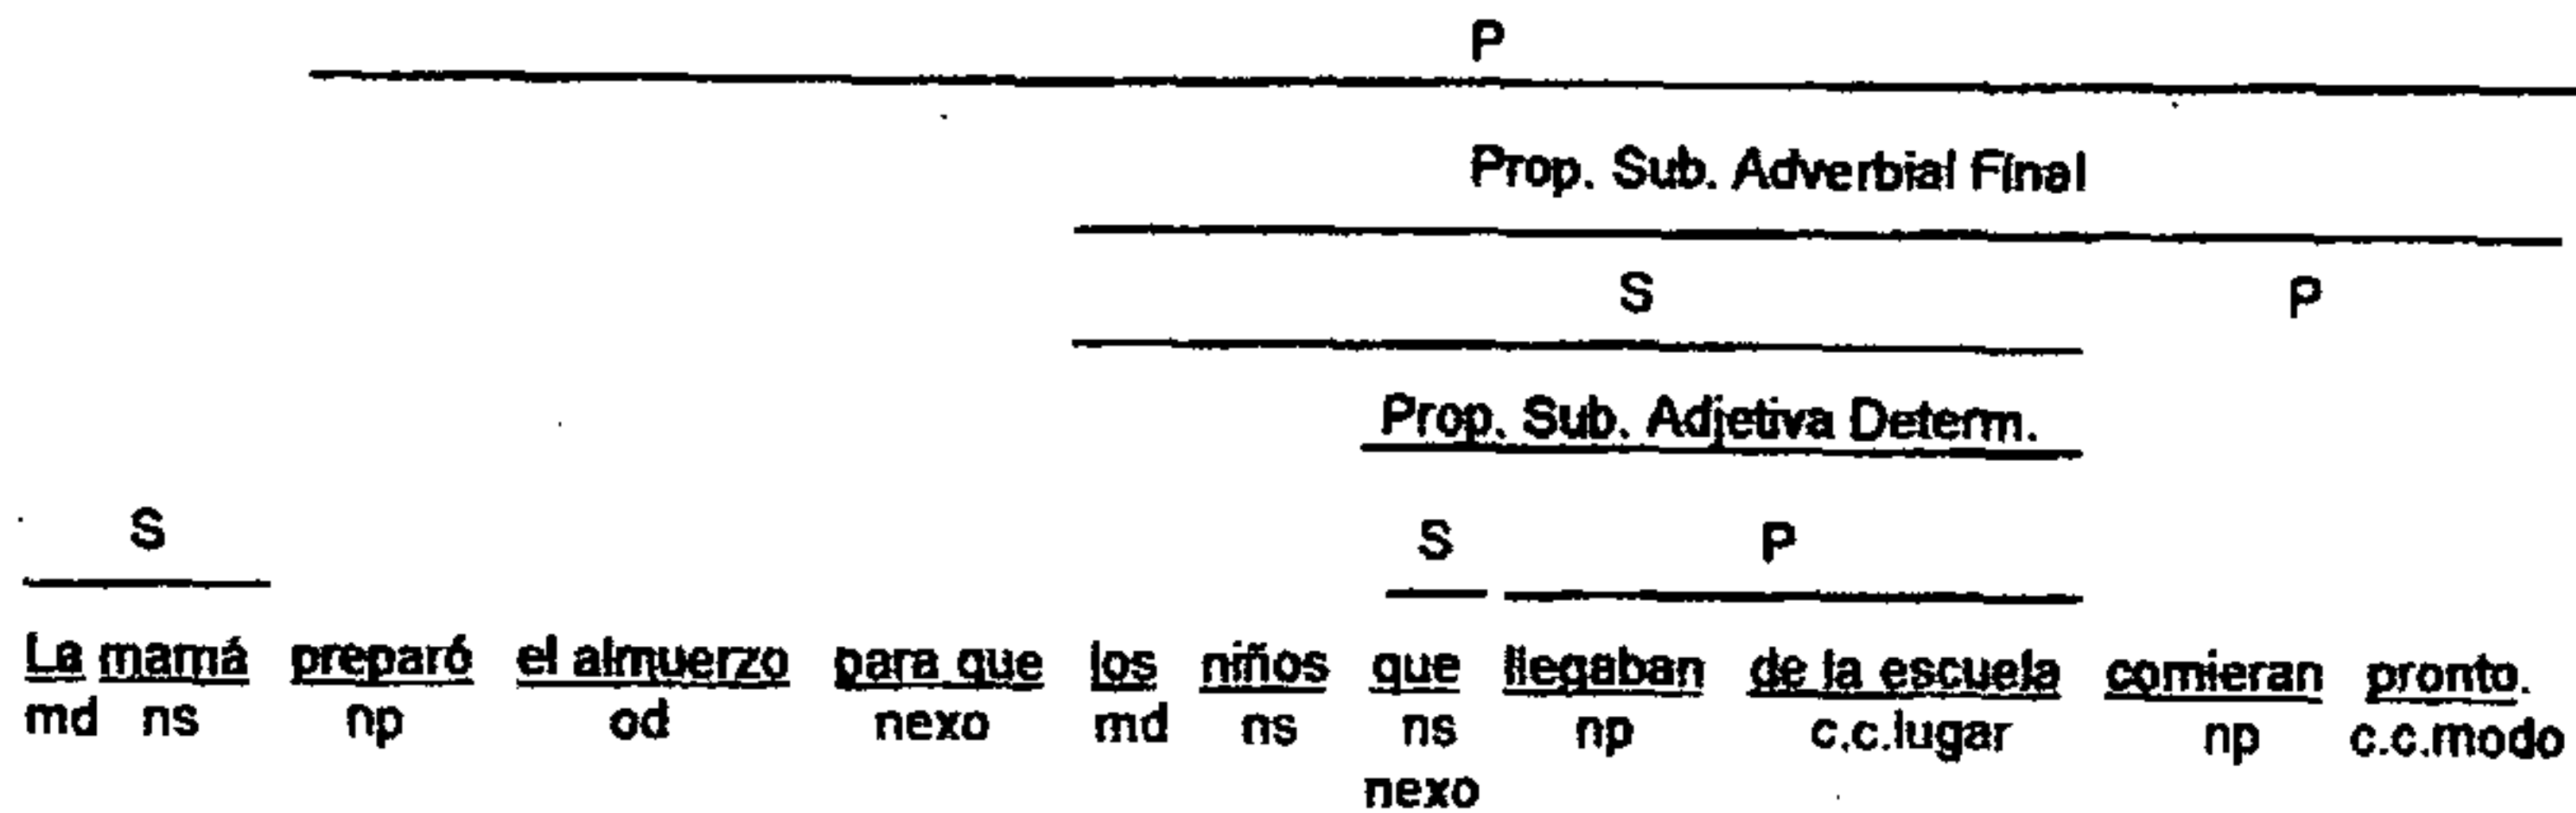 P
Prop. Sub. Adverbial Final
S P
Prop. Sub. Adjetiva Determ.
S S P
La mamá preparó el almuerzo para que los niños que llegaban de la escuela comieran pronto.
md ns np od nexo md ns ns np c.c.lugar np c.c.modo
nexo